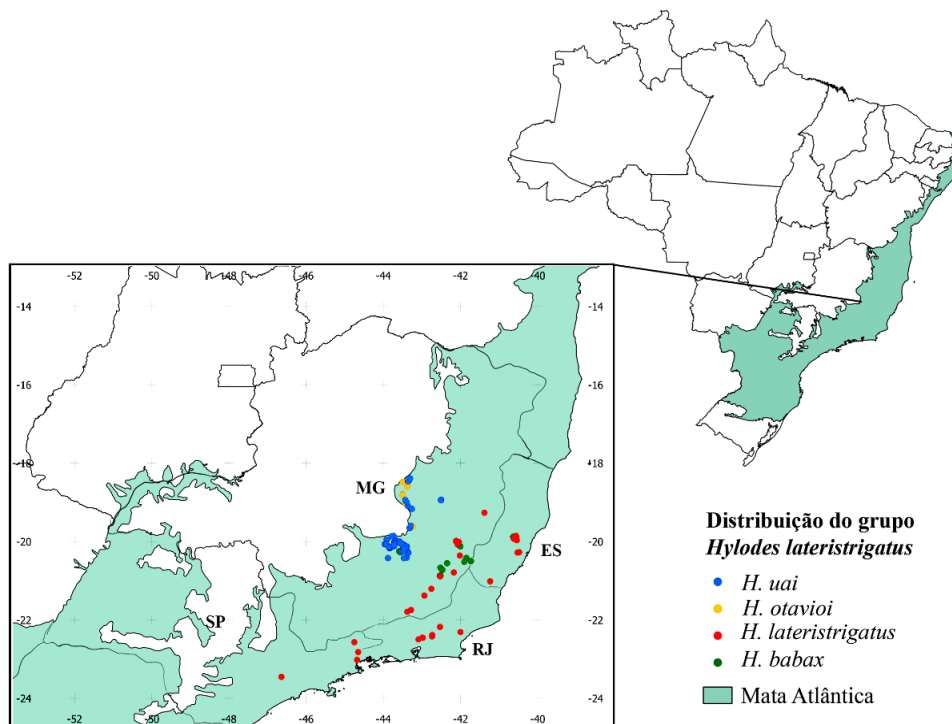 -52 -50 -48 -46 -44 -42 -40
-14 -14
-16 -16
-18 -18
MG
-20 -20
ES
SP
-22 -22
RJ
-24 -24
-52 -50 -48 -46 -44 -42 -40
Distribuição do grupo
Hylodes lateristrigatus
H. uai
H. otavioi
H. lateristrigatus
H. babax
Mata Atlântica